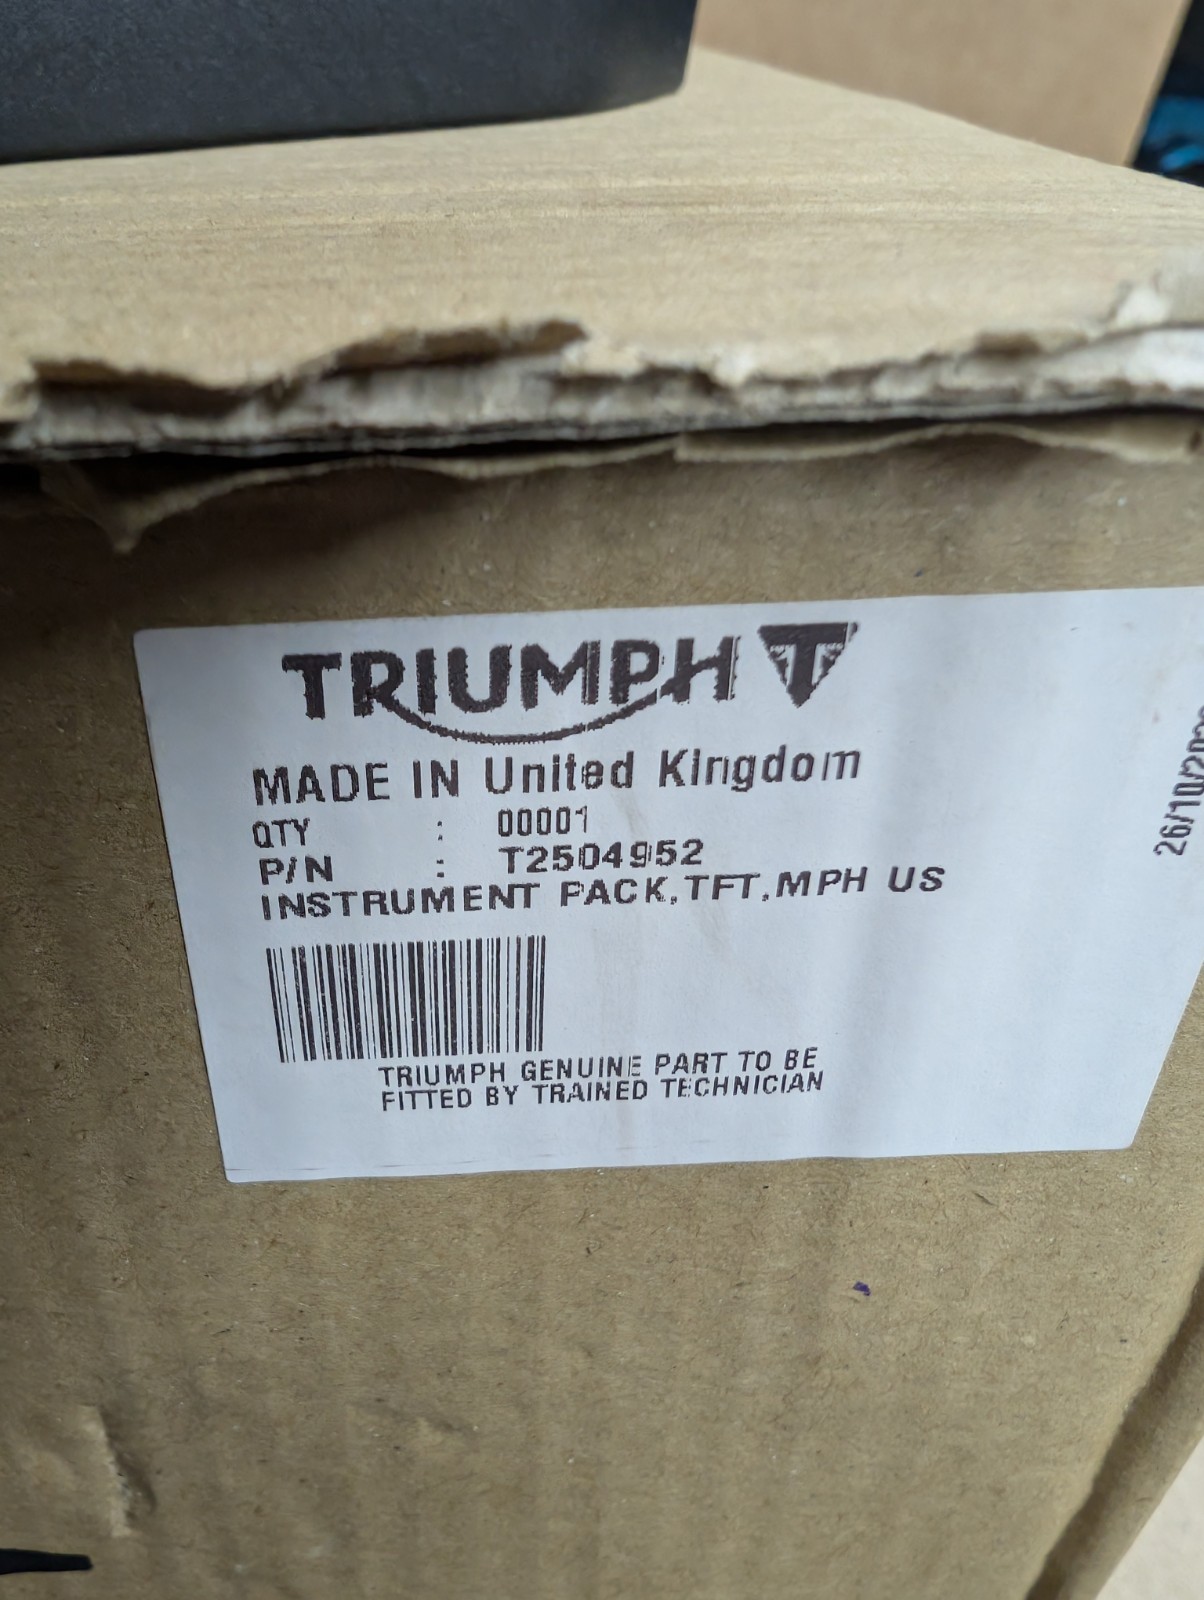 TRIUMPH
MADE IN United Kingdom
QTY : 00001
P/N : T2504952
INSTRUMENT PACK,TFT,MPH US
TRIUMPH GENUINE PART TO BE
FITTED BY TRAINED TECHNICIAN